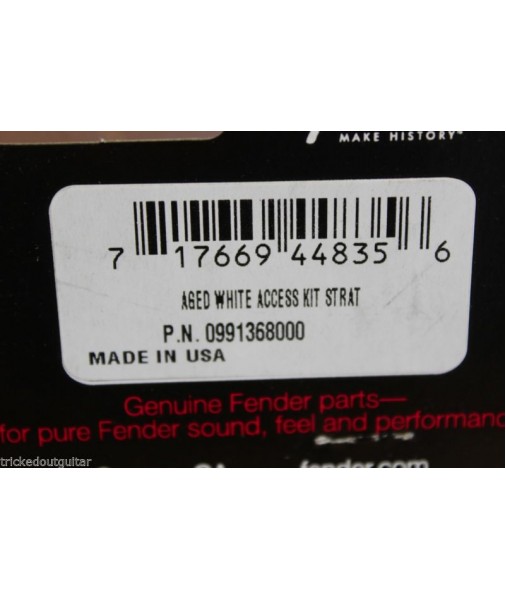 MAKE HISTORY
7 17669 44835 6
AGED WHITE ACCESS KIT STRAT
P.N. 0991368000
MADE IN USA
Genuine Fender parts—
for pure Fender sound, feel and performanc
fender.com
trickedoutguitar